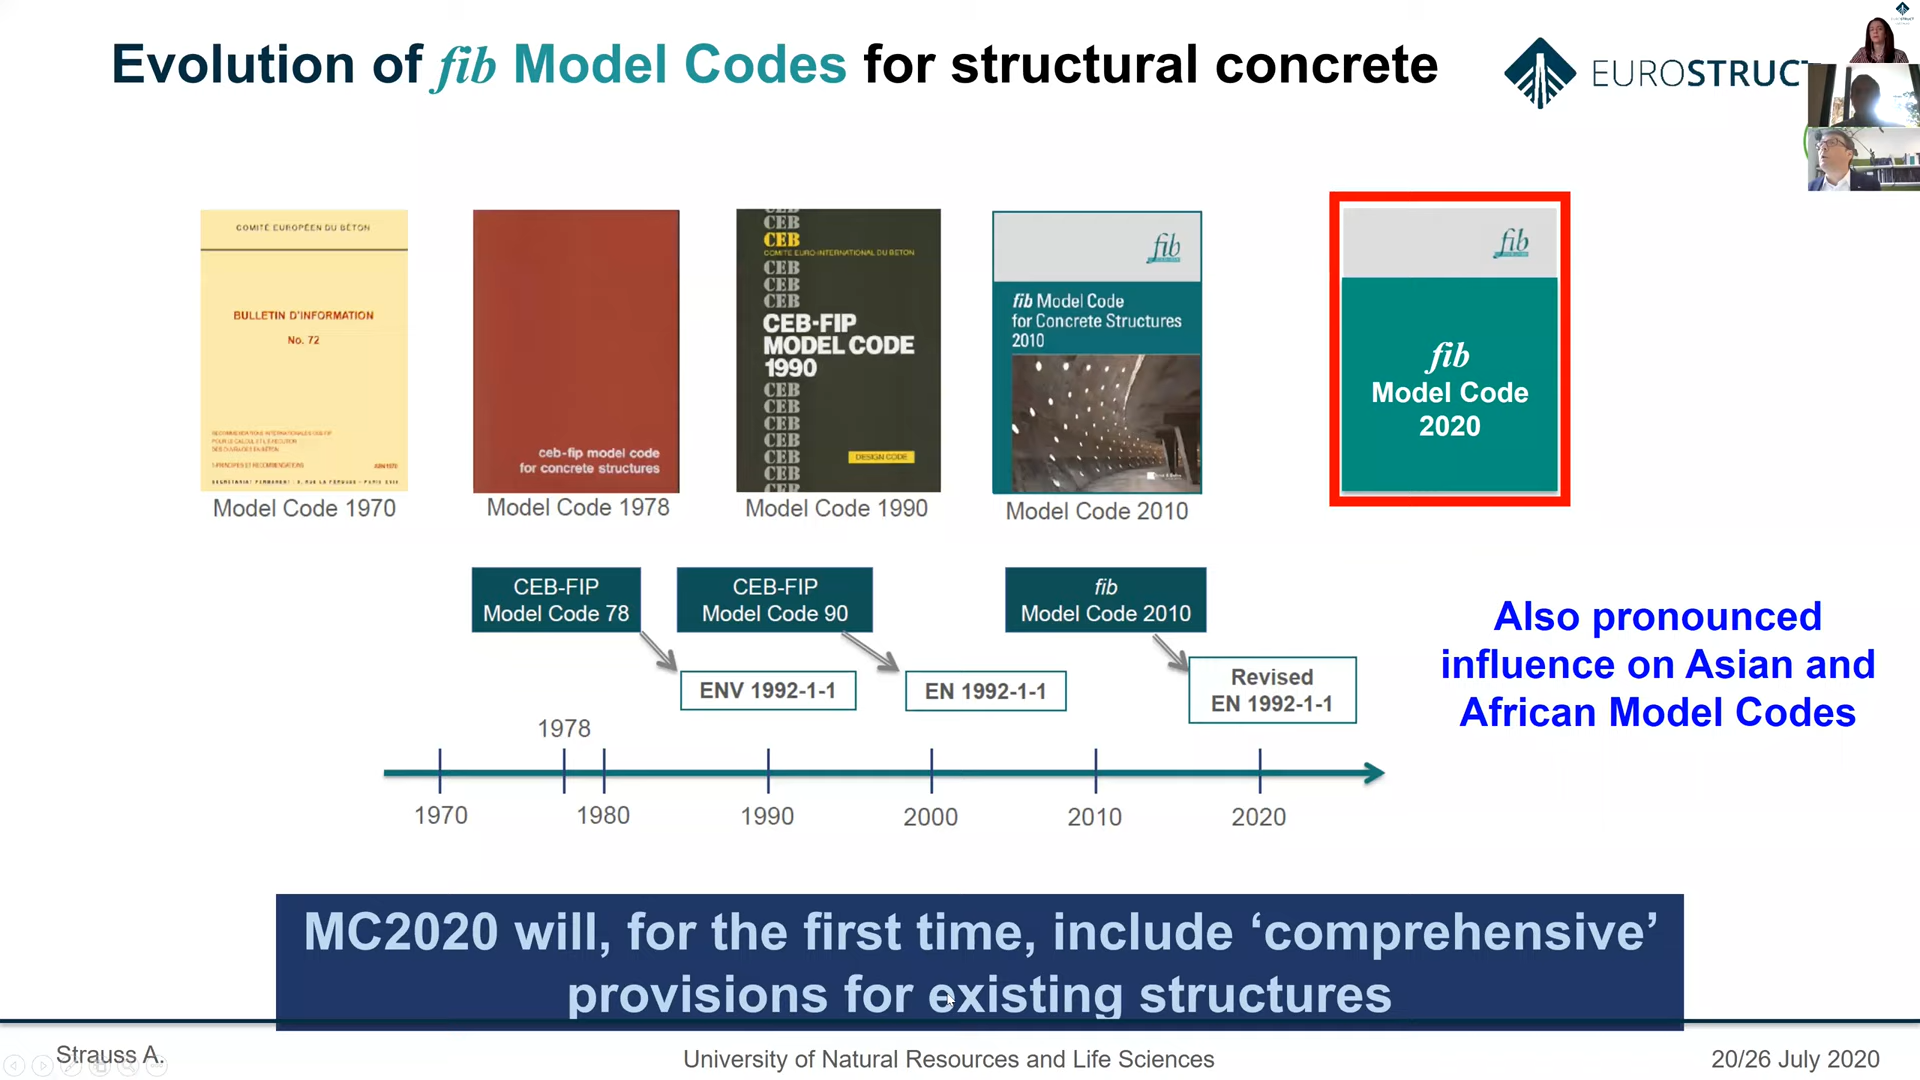 Evolution of fib Model Codes for structural concrete
EUROSTRUCT
COMITÉ EUROPÉEN DU BÉTON
BULLETIN D'INFORMATION
No. 72
Model Code 1970
ceb-fip model code
for concrete structures
Model Code 1978
CEB
CEB
CEB
COMITE EURO-INTERNATIONAL DU BETON
CEB
CEB
CEB
CEB-FIP
MODEL CODE
1990
CEB
CEB
CEB
CEB
CEB
CEB
CEB
DESIGN CODE
Model Code 1990
fib
fib Model Code
for Concrete Structures
2010
Model Code 2010
fib
fib
Model Code
2020
CEB-FIP
Model Code 78
CEB-FIP
Model Code 90
fib
Model Code 2010
ENV 1992-1-1
EN 1992-1-1
Revised
EN 1992-1-1
Also pronounced
influence on Asian and
African Model Codes
1978
1970
1980
1990
2000
2010
2020
MC2020 will, for the first time, include ‘comprehensive’
provisions for existing structures
Strauss A.
University of Natural Resources and Life Sciences
20/26 July 2020